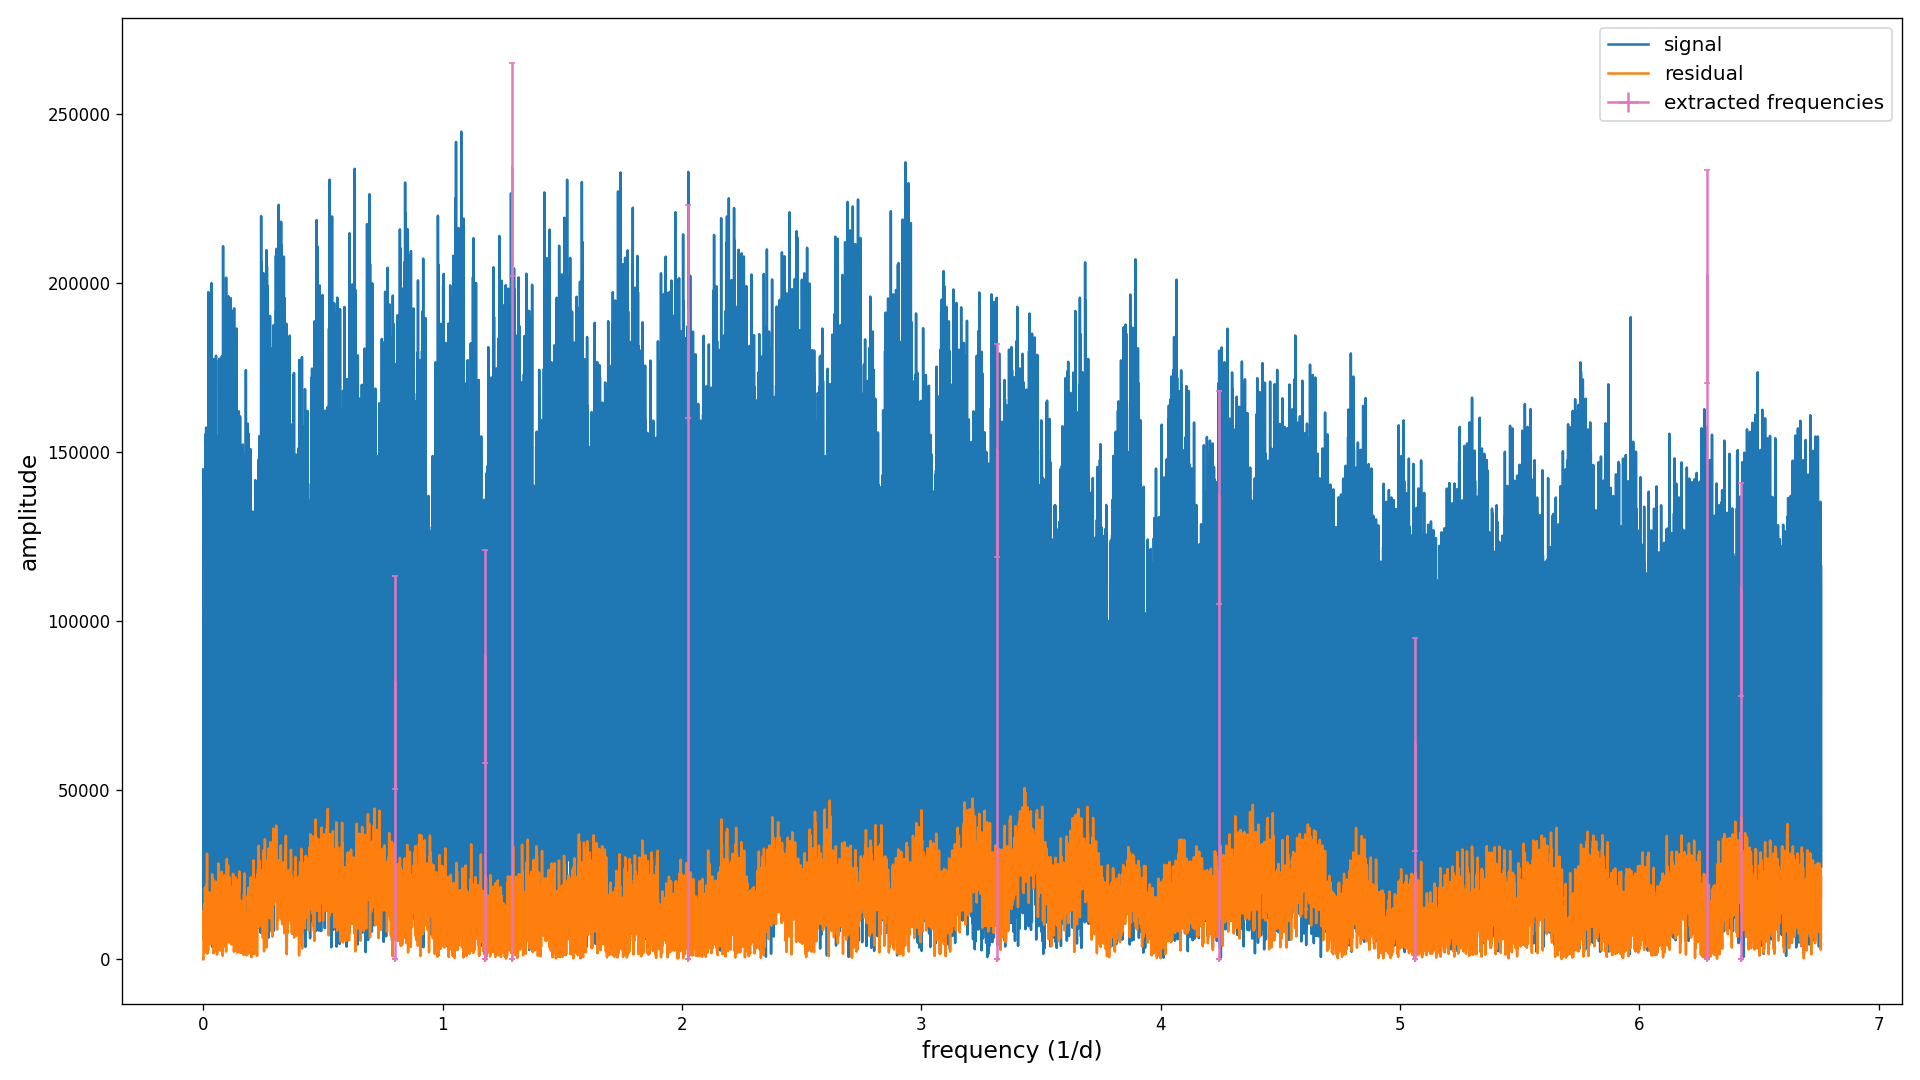 signal
residual
extracted frequencies
250000
200000
150000
100000
50000
0
amplitude
0 1 2 3 4 5 6 7
frequency (1/d)